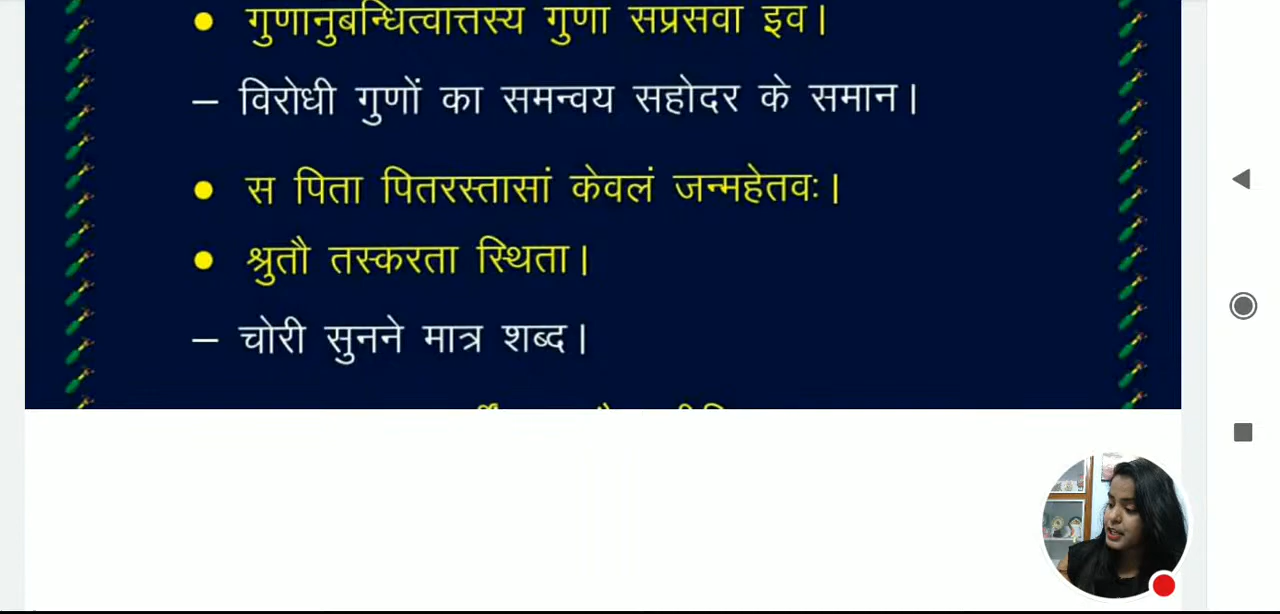 • गुणानुबन्धित्वात्तस्य गुणा सप्रसवा इव।
– विरोधी गुणों का समन्वय सहोदर के समान।
• स पिता पितरस्तासां केवलं जन्महेतवः।
• श्रुतौ तस्करता स्थिता।
– चोरी सुनने मात्र शब्द।